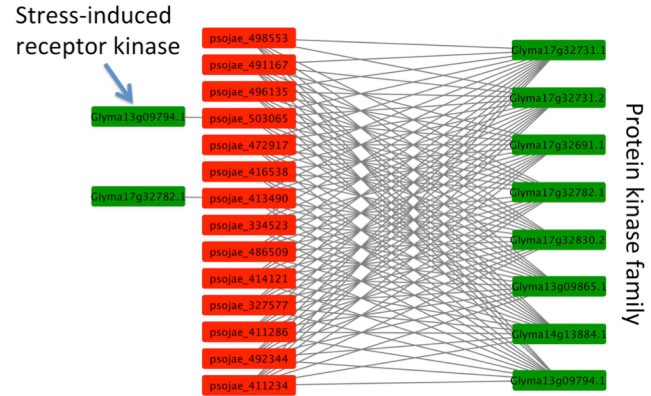 Stress-induced
receptor kinase
Glyma13g09794.1
Glyma17g32782.1
psojae_498553
psojae_491167
psojae_496135
psojae_503065
psojae_472917
psojae_416538
psojae_413490
psojae_334523
psojae_486509
psojae_414121
psojae_327577
psojae_411286
psojae_492344
psojae_411234
Glyma17g32731.1
Glyma17g32731.2
Glyma17g32691.1
Glyma17g32782.1
Glyma17g32830.2
Glyma13g09865.1
Glyma14g13884.1
Glyma13g09794.1
Protein kinase family